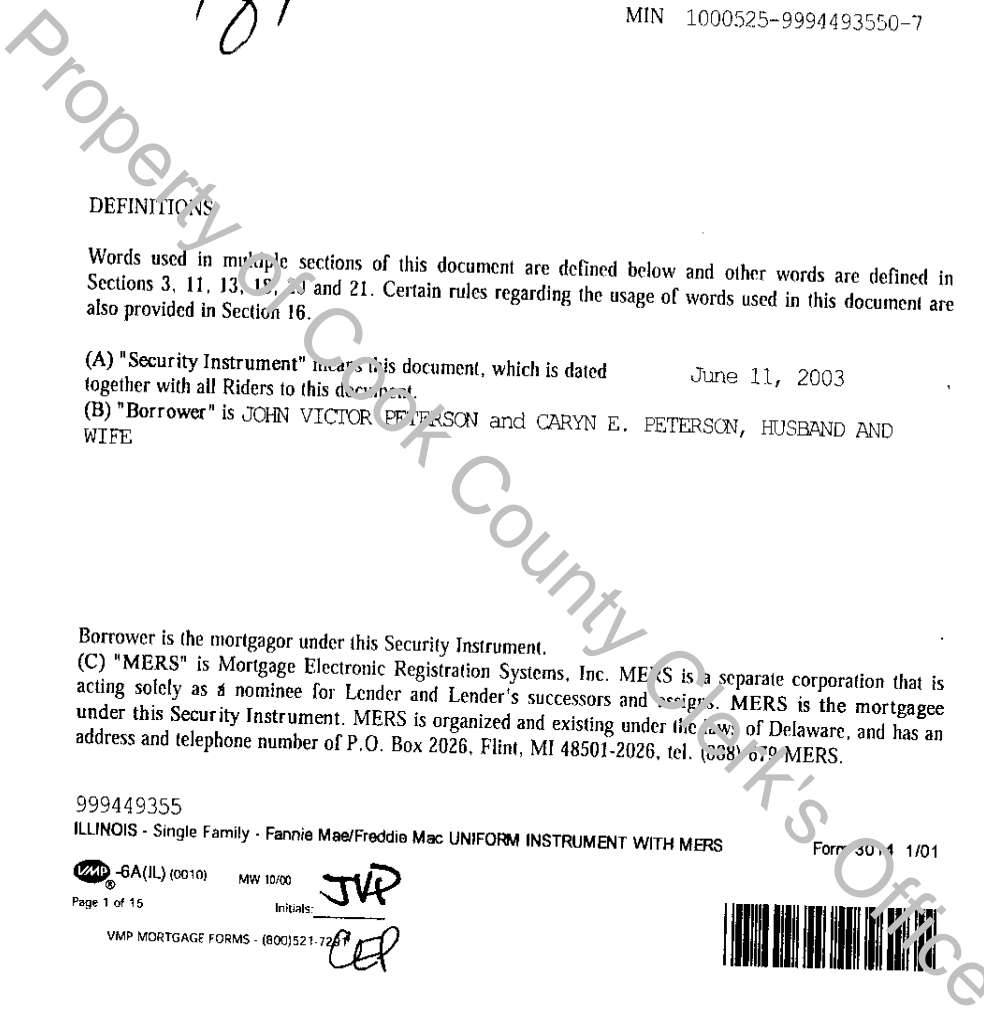 MIN 1000525-9994493550-7
DEFINITIONS
Words used in multiple sections of this document are defined below and other words are defined in
Sections 3, 11, 13, 18, 20 and 21. Certain rules regarding the usage of words used in this document are
also provided in Section 16.
(A) "Security Instrument" means this document, which is dated June 11, 2003 ,
together with all Riders to this document.
(B) "Borrower" is JOHN VICTOR PETERSON and CARYN E. PETERSON, HUSBAND AND
WIFE
Borrower is the mortgagor under this Security Instrument.
(C) "MERS" is Mortgage Electronic Registration Systems, Inc. MERS is a separate corporation that is
acting solely as a nominee for Lender and Lender's successors and assigns. MERS is the mortgagee
under this Security Instrument. MERS is organized and existing under the laws of Delaware, and has an
address and telephone number of P.O. Box 2026, Flint, MI 48501-2026, tel. (888) 679-MERS.
999449355
ILLINOIS - Single Family - Fannie Mae/Freddie Mac UNIFORM INSTRUMENT WITH MERS
Form 3014 1/01
VMP ® -6A(IL) (0010) MW 10/00
Page 1 of 15 Initials: JVP
VMP MORTGAGE FORMS - (800)521-7291 CEP
Property of Cook County Clerk's Office